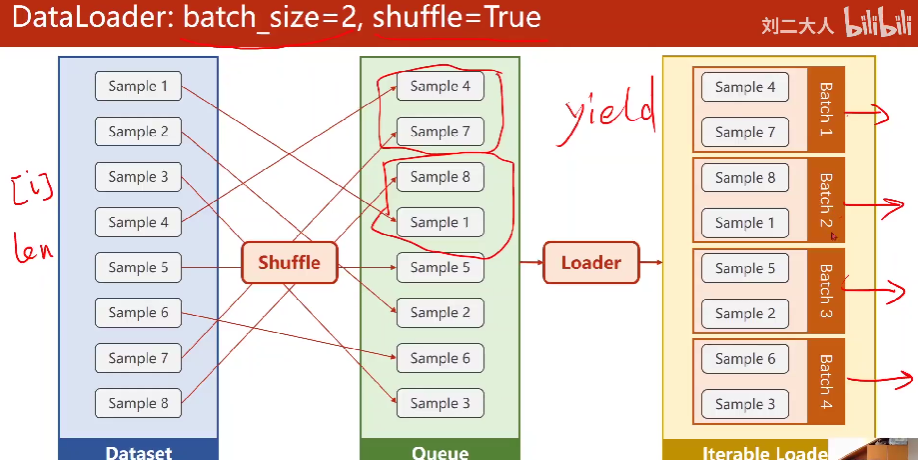 DataLoader: batch_size=2, shuffle=True
刘二大人 bilibili
Sample 1
Sample 2
Sample 3
Sample 4
Sample 5
Sample 6
Sample 7
Sample 8
Dataset
[i]
len
Shuffle
Sample 4
Sample 7
Sample 8
Sample 1
Sample 5
Sample 2
Sample 6
Sample 3
Queue
Loader
yield
Sample 4
Sample 7
Batch 1
Sample 8
Sample 1
Batch 2
Sample 5
Sample 2
Batch 3
Sample 6
Sample 3
Batch 4
Iterable Loade